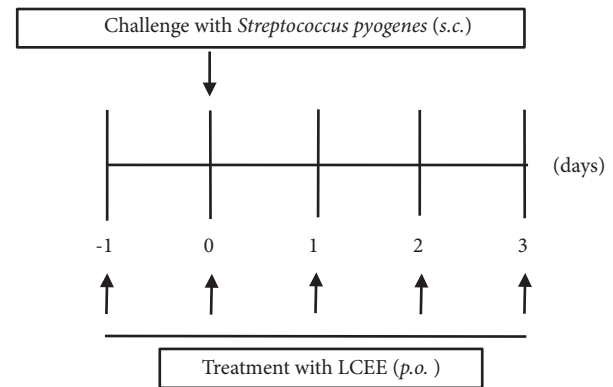 Challenge with Streptococcus pyogenes (s.c.)
(days)
-1 0 1 2 3
Treatment with LCEE (p.o. )